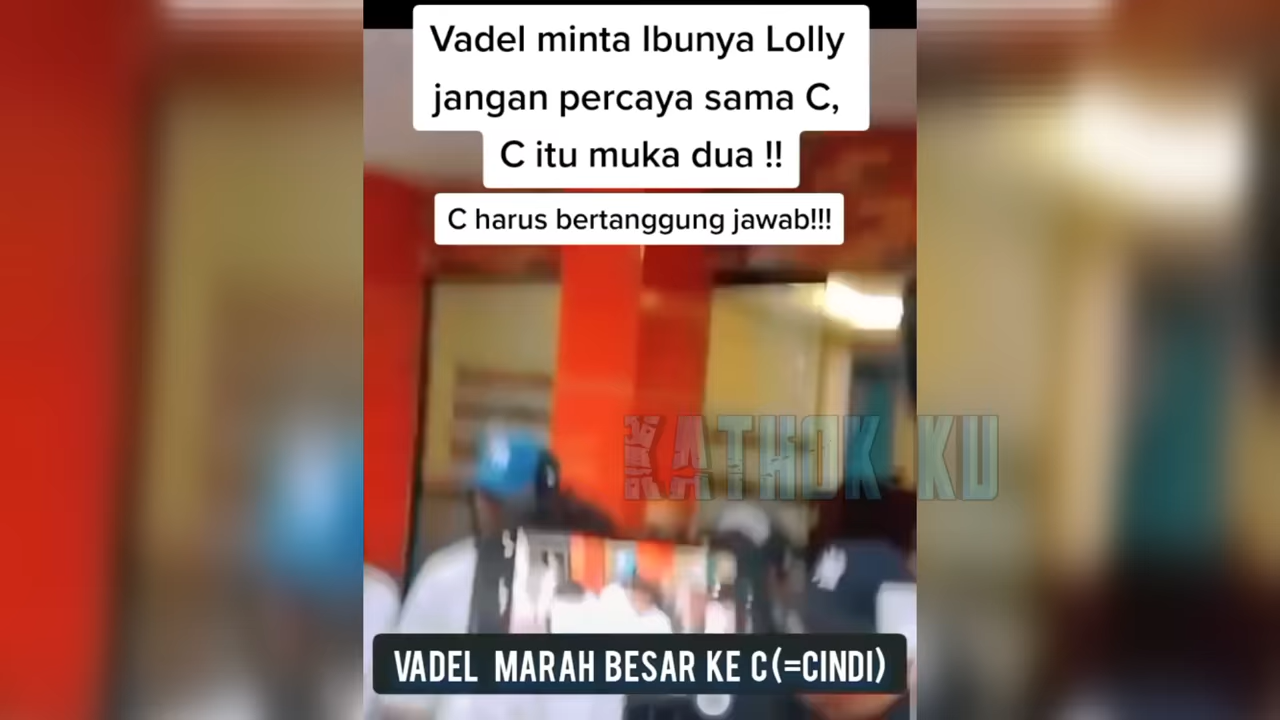 Vadel minta Ibunya Lolly
jangan percaya sama C,
C itu muka dua !!
C harus bertanggung jawab!!!
KATHOK KU
VADEL MARAH BESAR KE C(=CINDI)